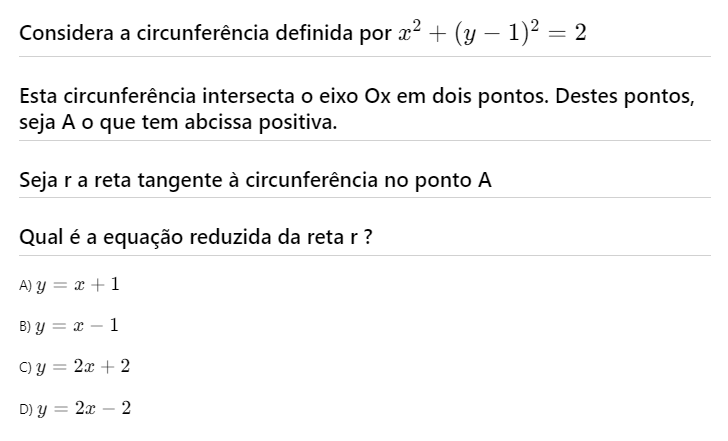 Considera a circunferência definida por x² + (y − 1)² = 2
Esta circunferência intersecta o eixo Ox em dois pontos. Destes pontos,
seja A o que tem abcissa positiva.
Seja r a reta tangente à circunferência no ponto A
Qual é a equação reduzida da reta r ?
A) y = x + 1
B) y = x − 1
C) y = 2x + 2
D) y = 2x − 2